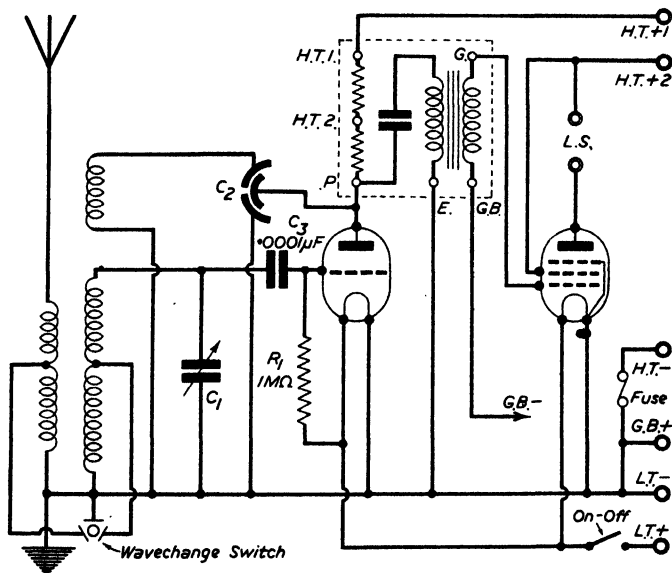 H.T.+1
H.T.1.
G.
H.T.+2
H.T.2.
L.S.
P.
C2
E.
G.B.
C3
·0001μF
R1
1MΩ
C1
H.T.-
Fuse
G.B.-
G.B.+
L.T.-
On-Off
L.T.+
Wavechange Switch